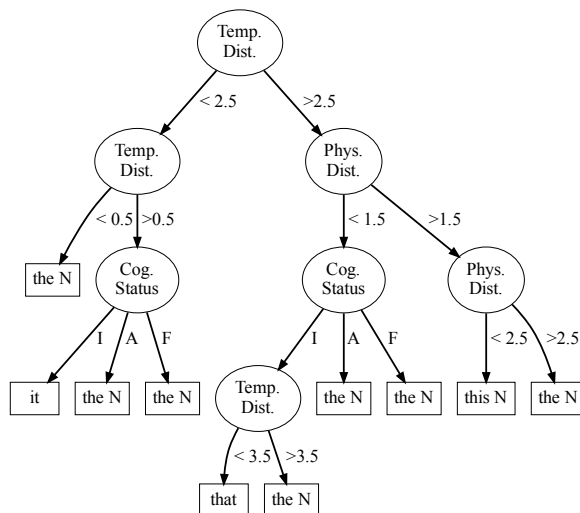 Temp.
Dist.
< 2.5
>2.5
Temp.
Dist.
Phys.
Dist.
< 0.5
>0.5
< 1.5
>1.5
the N
Cog.
Status
Cog.
Status
Phys.
Dist.
I
A
F
I
A
F
< 2.5
>2.5
it
the N
the N
Temp.
Dist.
the N
the N
this N
the N
< 3.5
>3.5
that
the N